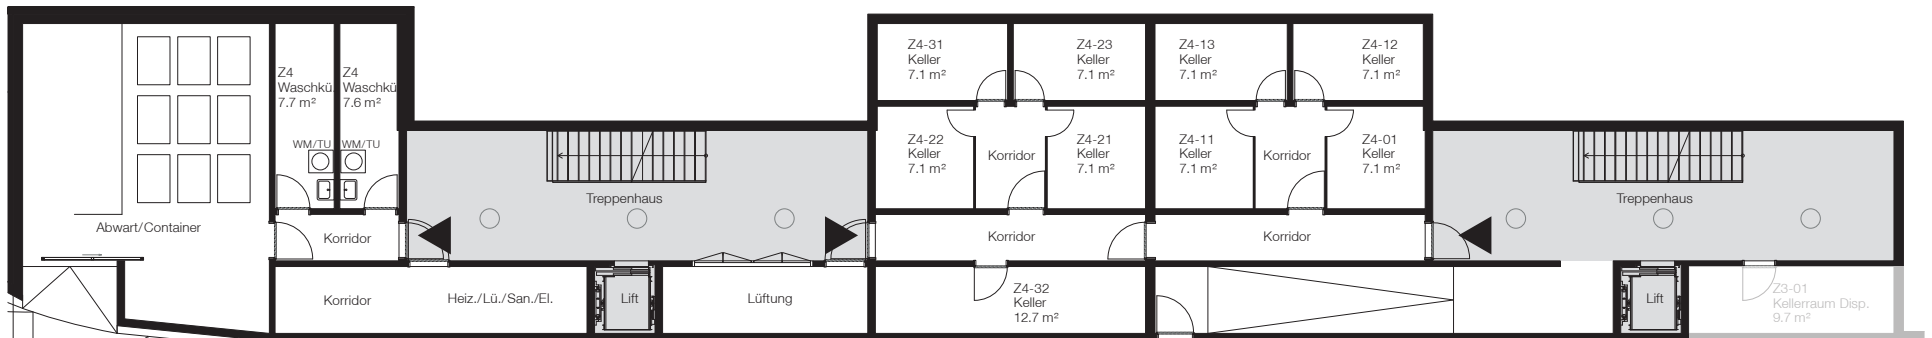 Z4
Waschkü
7.7 m²
Z4
Waschkü
7.6 m²
WM/TU
WM/TU
Abwart/Container
Korridor
Korridor
Heiz./Lü./San./El.
Treppenhaus
Lift
Lüftung
Z4-31
Keller
7.1 m²
Z4-23
Keller
7.1 m²
Z4-13
Keller
7.1 m²
Z4-12
Keller
7.1 m²
Z4-22
Keller
7.1 m²
Korridor
Z4-21
Keller
7.1 m²
Z4-11
Keller
7.1 m²
Korridor
Z4-01
Keller
7.1 m²
Korridor
Korridor
Z4-32
Keller
12.7 m²
Treppenhaus
Lift
Z3-01
Kellerraum Disp.
9.7 m²